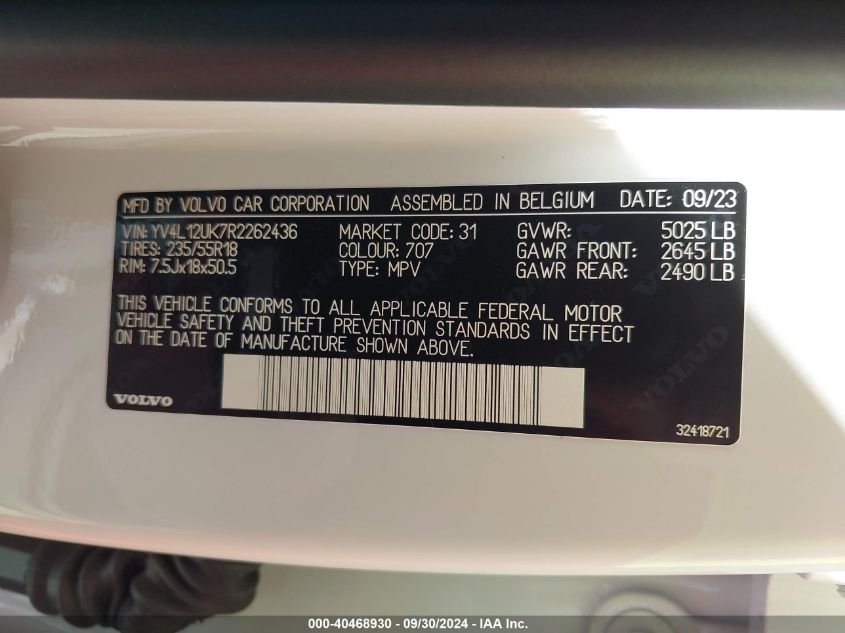 MFD BY VOLVO CAR CORPORATION ASSEMBLED IN BELGIUM DATE: 09/23
VIN: YV4L12UK7R2262436 MARKET CODE: 31 GVWR: 5025 LB
TIRES: 235/55R18 COLOUR: 707 GAWR FRONT: 2645 LB
RIM: 7.5Jx18x50.5 TYPE: MPV GAWR REAR: 2490 LB
THIS VEHICLE CONFORMS TO ALL APPLICABLE FEDERAL MOTOR
VEHICLE SAFETY AND THEFT PREVENTION STANDARDS IN EFFECT
ON THE DATE OF MANUFACTURE SHOWN ABOVE.
VOLVO
32418721
000-40468930 - 09/30/2024 - IAA Inc.